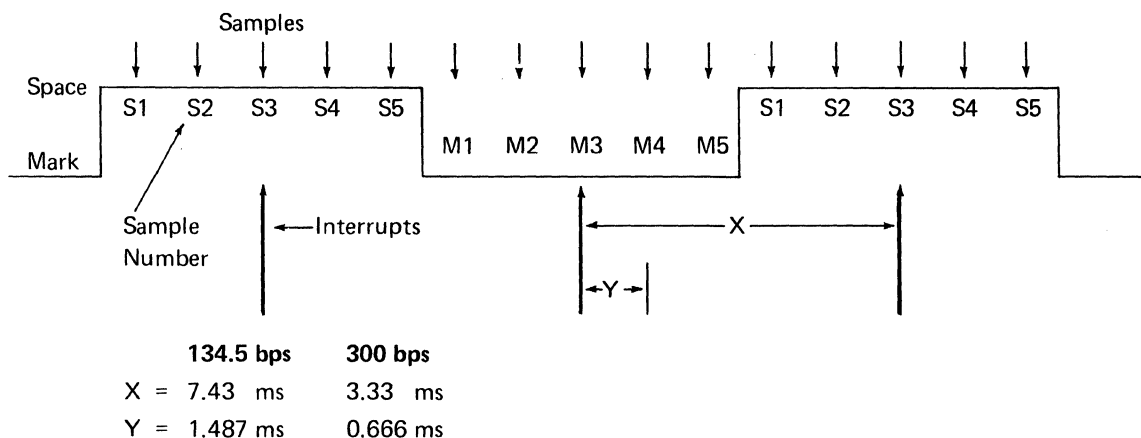 Samples
Space
S1 S2 S3 S4 S5 S1 S2 S3 S4 S5
M1 M2 M3 M4 M5
Mark
Sample
Number
Interrupts
X
Y
134.5 bps 300 bps
X = 7.43 ms 3.33 ms
Y = 1.487 ms 0.666 ms